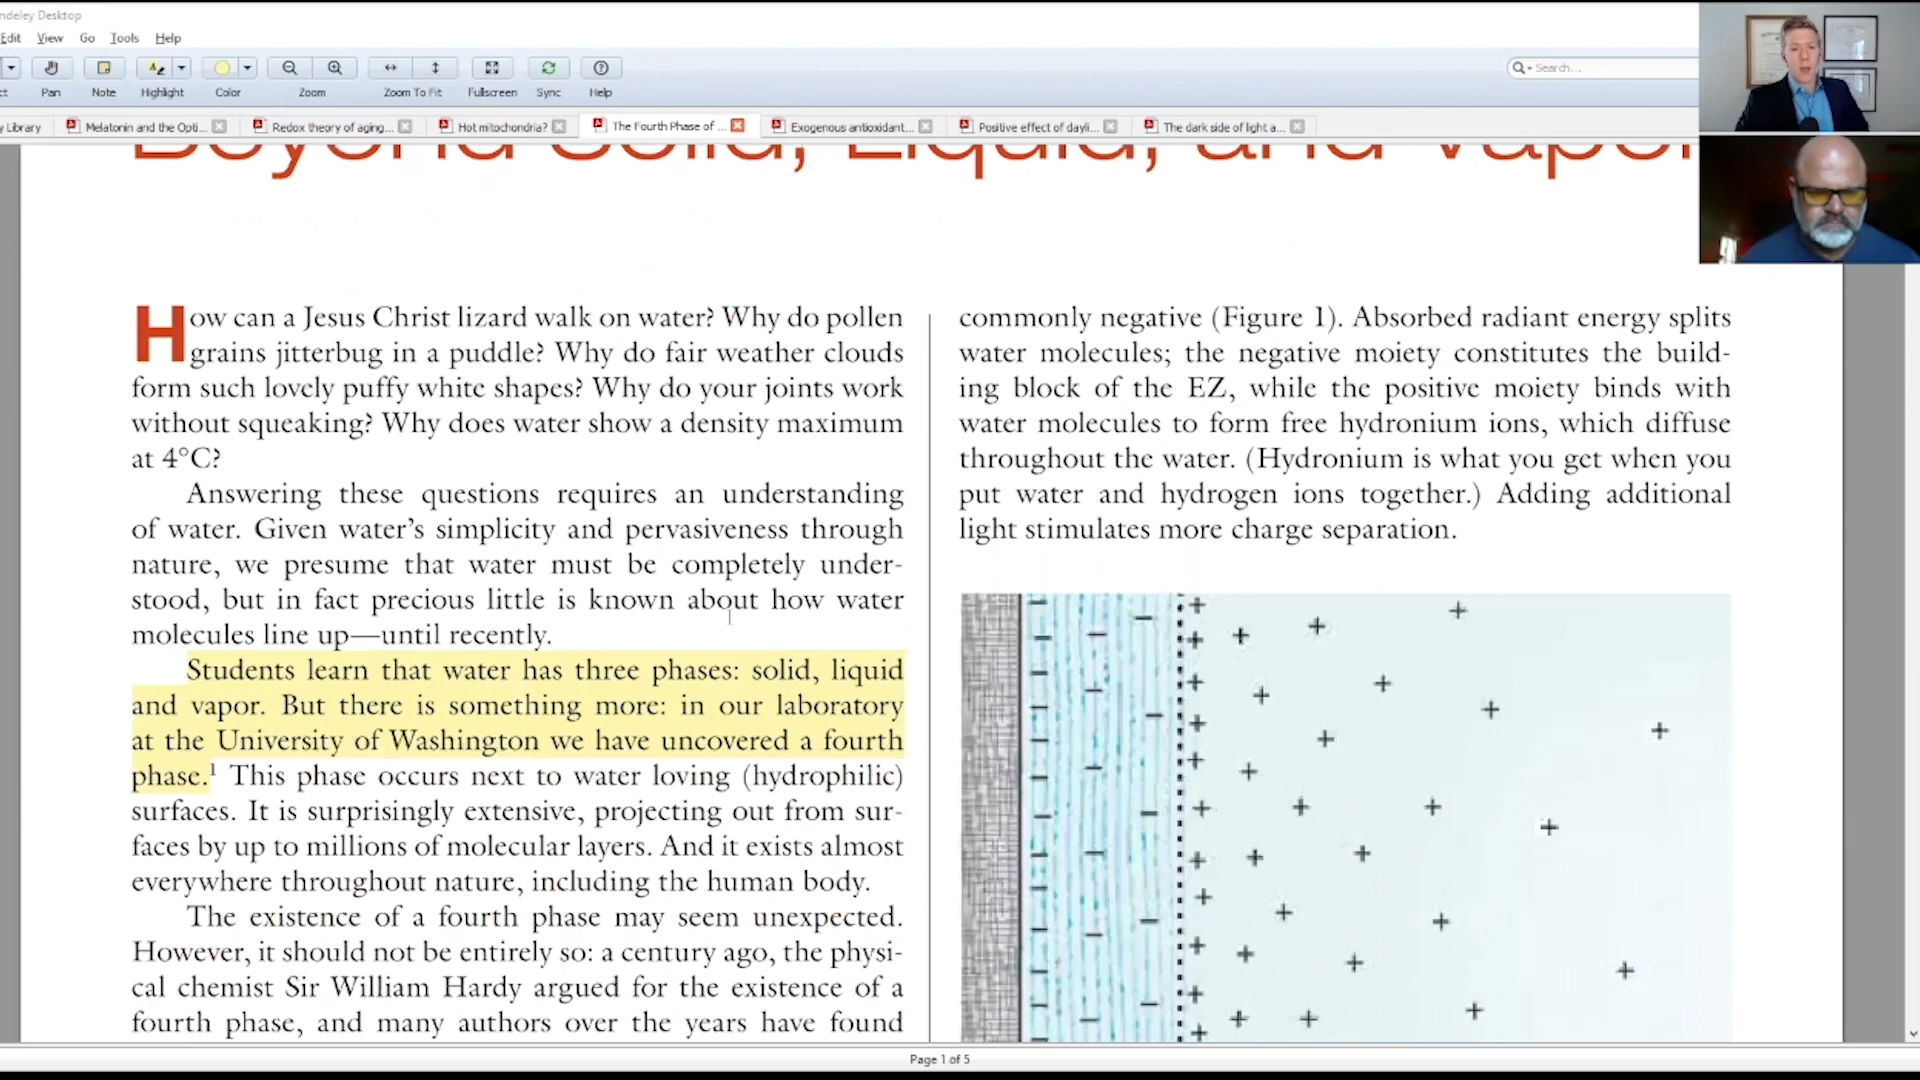 ndeley Desktop
Edit View Go Tools Help
ct Pan Note Highlight Color Zoom Zoom To Fit Fullscreen Sync Help
Search...
y Library Melatonin and the Opti... Redox theory of aging... Hot mitochondria? The Fourth Phase of ... Exogenous antioxidant... Positive effect of dayli... The dark side of light a...
Beyond Solid, Liquid, and Vapor
How can a Jesus Christ lizard walk on water? Why do pollen
grains jitterbug in a puddle? Why do fair weather clouds
form such lovely puffy white shapes? Why do your joints work
without squeaking? Why does water show a density maximum
at 4°C?
Answering these questions requires an understanding
of water. Given water's simplicity and pervasiveness through
nature, we presume that water must be completely under-
stood, but in fact precious little is known about how water
molecules line up—until recently.
Students learn that water has three phases: solid, liquid
and vapor. But there is something more: in our laboratory
at the University of Washington we have uncovered a fourth
phase.1 This phase occurs next to water loving (hydrophilic)
surfaces. It is surprisingly extensive, projecting out from sur-
faces by up to millions of molecular layers. And it exists almost
everywhere throughout nature, including the human body.
The existence of a fourth phase may seem unexpected.
However, it should not be entirely so: a century ago, the physi-
cal chemist Sir William Hardy argued for the existence of a
fourth phase, and many authors over the years have found
commonly negative (Figure 1). Absorbed radiant energy splits
water molecules; the negative moiety constitutes the build-
ing block of the EZ, while the positive moiety binds with
water molecules to form free hydronium ions, which diffuse
throughout the water. (Hydronium is what you get when you
put water and hydrogen ions together.) Adding additional
light stimulates more charge separation.
Page 1 of 5